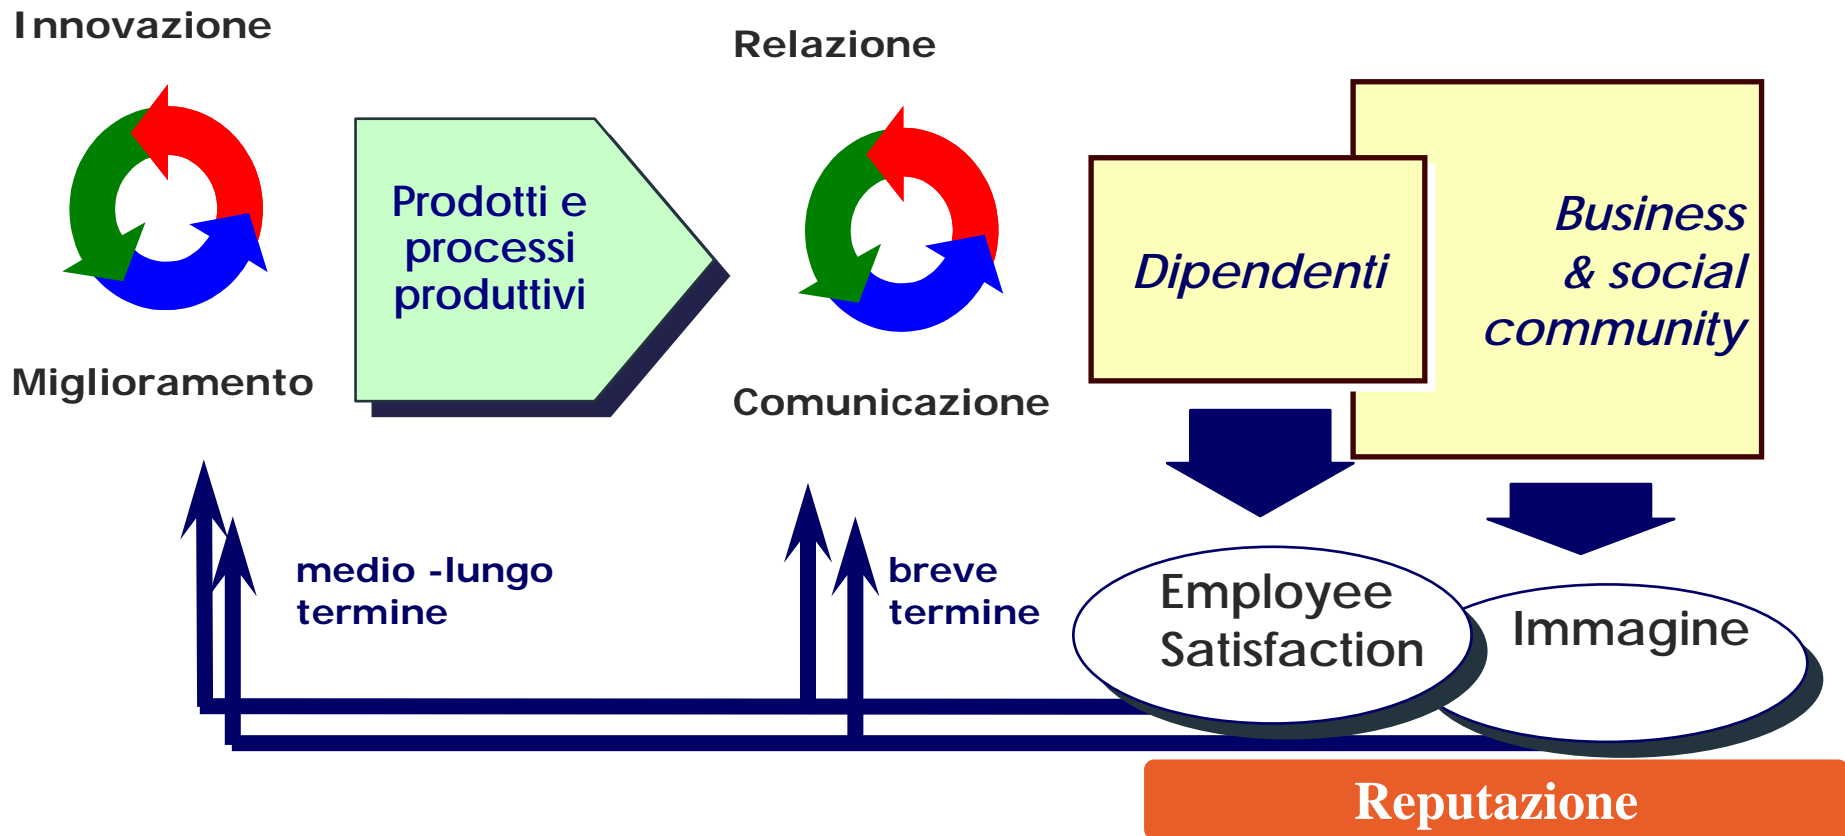 Innovazione
Relazione
Prodotti e
processi
produttivi
Dipendenti
Business
& social
community
Miglioramento
Comunicazione
medio -lungo
termine
breve
termine
Employee
Satisfaction
Immagine
Reputazione